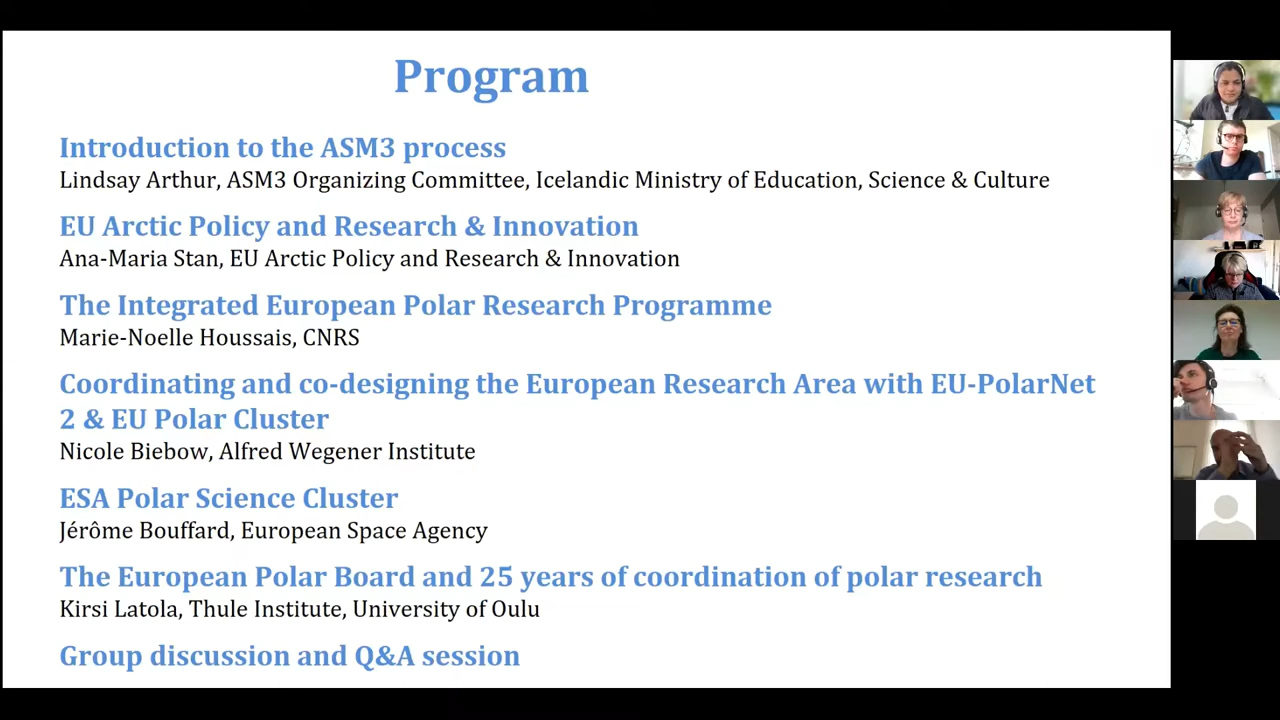 Program
Introduction to the ASM3 process
Lindsay Arthur, ASM3 Organizing Committee, Icelandic Ministry of Education, Science & Culture
EU Arctic Policy and Research & Innovation
Ana-Maria Stan, EU Arctic Policy and Research & Innovation
The Integrated European Polar Research Programme
Marie-Noelle Houssais, CNRS
Coordinating and co-designing the European Research Area with EU-PolarNet
2 & EU Polar Cluster
Nicole Biebow, Alfred Wegener Institute
ESA Polar Science Cluster
Jérôme Bouffard, European Space Agency
The European Polar Board and 25 years of coordination of polar research
Kirsi Latola, Thule Institute, University of Oulu
Group discussion and Q&A session